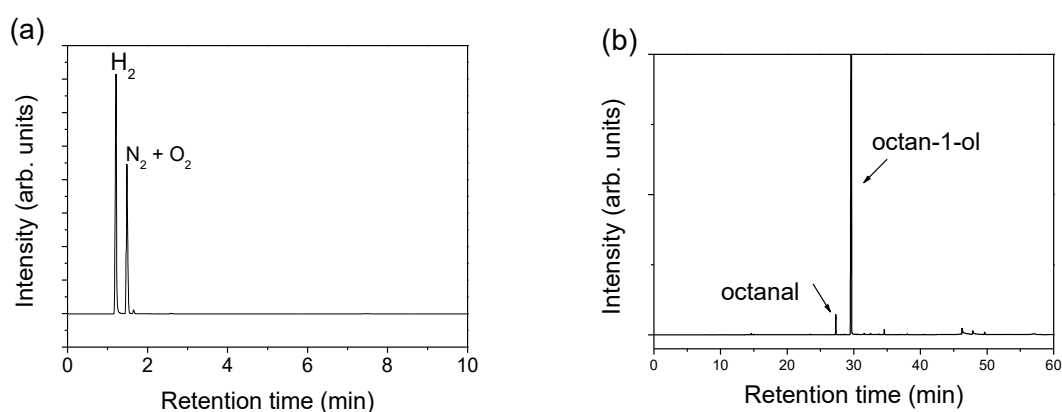 (a)
H₂
N₂ + O₂
Intensity (arb. units)
0 2 4 6 8 10
Retention time (min)
(b)
octan-1-ol
octanal
Intensity (arb. units)
0 10 20 30 40 50 60
Retention time (min)